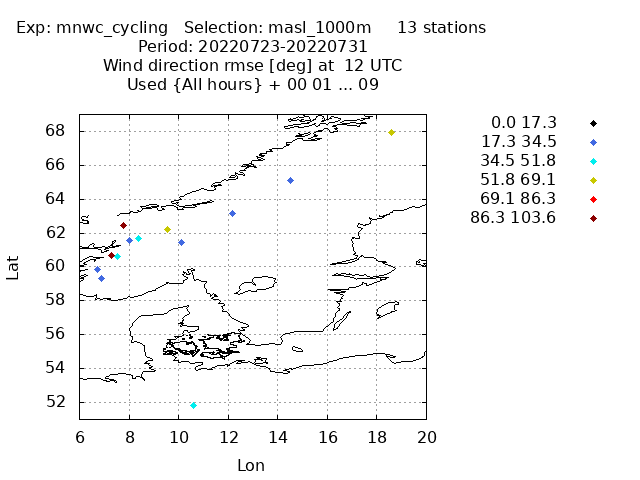 Exp: mnwc_cycling   Selection: masl_1000m     13 stations
Period: 20220723-20220731
Wind direction rmse [deg] at  12 UTC
Used {All hours} + 00 01 ... 09
0.0 17.3
17.3 34.5
34.5 51.8
51.8 69.1
69.1 86.3
86.3 103.6
68
66
64
62
60
58
56
54
52
Lat
6 8 10 12 14 16 18 20
Lon